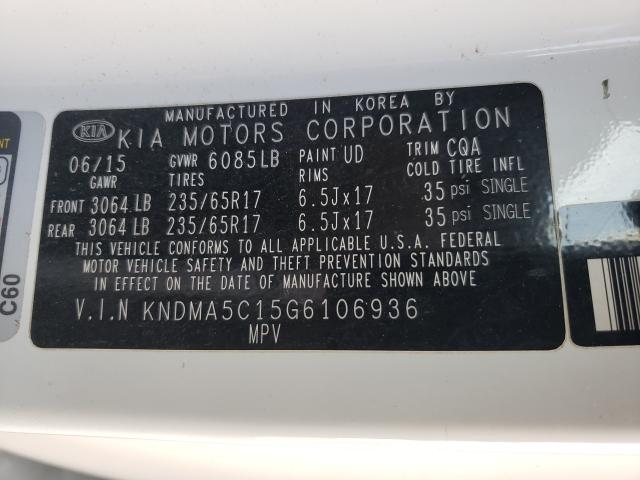 MANUFACTURED IN KOREA BY
KIA KIA MOTORS CORPORATION
06/15 GVWR 6085LB PAINT UD TRIM CQA
GAWR TIRES RIMS COLD TIRE INFL
FRONT 3064 LB 235/65R17 6.5Jx17 35 psi SINGLE
REAR 3064 LB 235/65R17 6.5Jx17 35 psi SINGLE
THIS VEHICLE CONFORMS TO ALL APPLICABLE U.S.A. FEDERAL
MOTOR VEHICLE SAFETY AND THEFT PREVENTION STANDARDS
IN EFFECT ON THE DATE OF MANUFACTURE SHOWN ABOVE.
V.I.N KNDMA5C15G6106936
MPV
C60